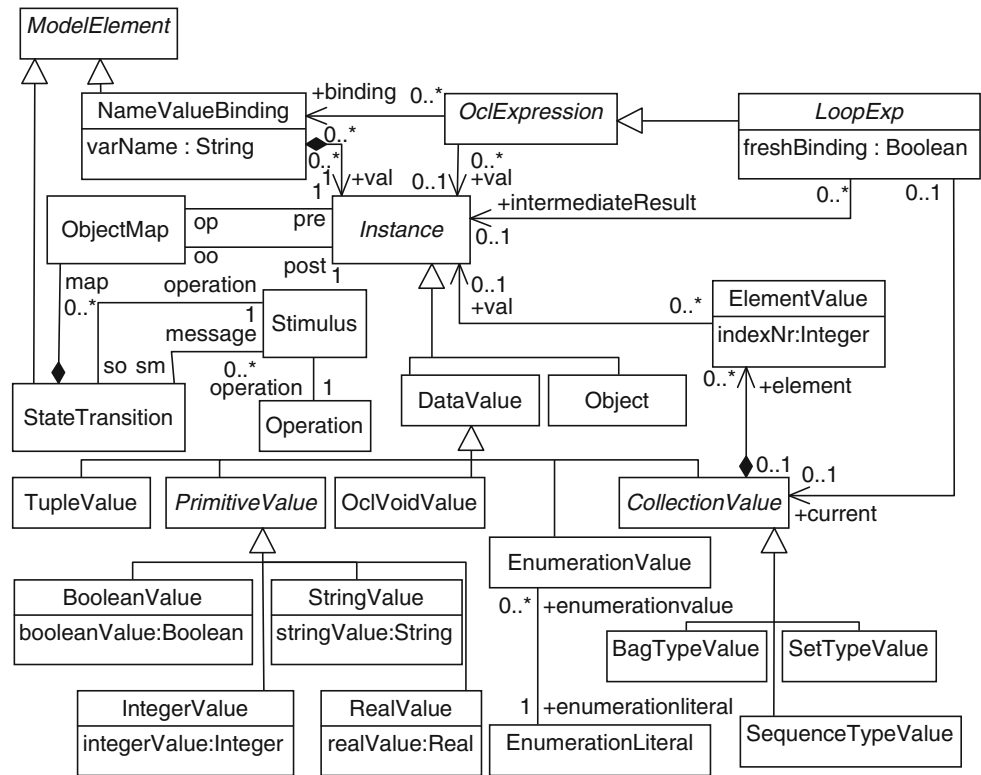 ModelElement
NameValueBinding
varName : String
+binding
0..*
OclExpression
LoopExp
freshBinding : Boolean
0..*
0..*
1
+val
0..*
0..1
+val
0..*
0..1
ObjectMap
op
1
pre
Instance
+intermediateResult
0..1
oo
post
1
map
0..*
operation
1
Stimulus
message
0..*
so
sm
operation
1
StateTransition
Operation
0..1
+val
0..*
ElementValue
indexNr:Integer
0..*
+element
DataValue
Object
0..1
0..1
+current
TupleValue
PrimitiveValue
OclVoidValue
CollectionValue
EnumerationValue
BooleanValue
booleanValue:Boolean
StringValue
stringValue:String
0..*
+enumerationvalue
BagTypeValue
SetTypeValue
IntegerValue
integerValue:Integer
RealValue
realValue:Real
1
+enumerationliteral
EnumerationLiteral
SequenceTypeValue